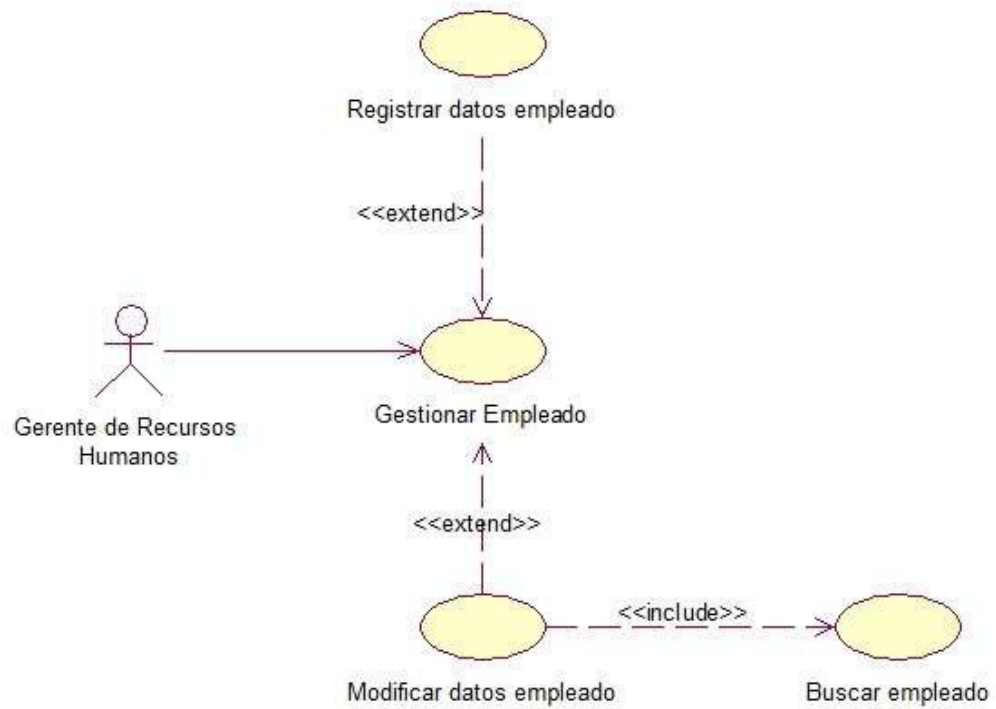 Registrar datos empleado
<<extend>>
Gerente de Recursos
Humanos
Gestionar Empleado
<<extend>>
<<include>>
Modificar datos empleado
Buscar empleado